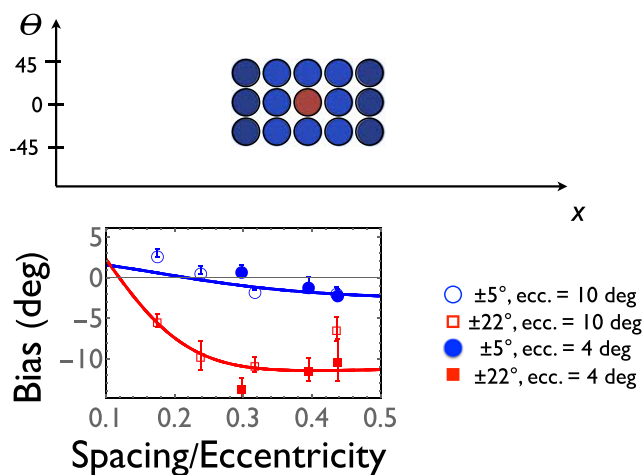 Θ
45
0
-45
x
5
0
−5
−10
0.1 0.2 0.3 0.4 0.5
Bias (deg)
Spacing/Eccentricity
±5°, ecc. = 10 deg
±22°, ecc. = 10 deg
±5°, ecc. = 4 deg
±22°, ecc. = 4 deg